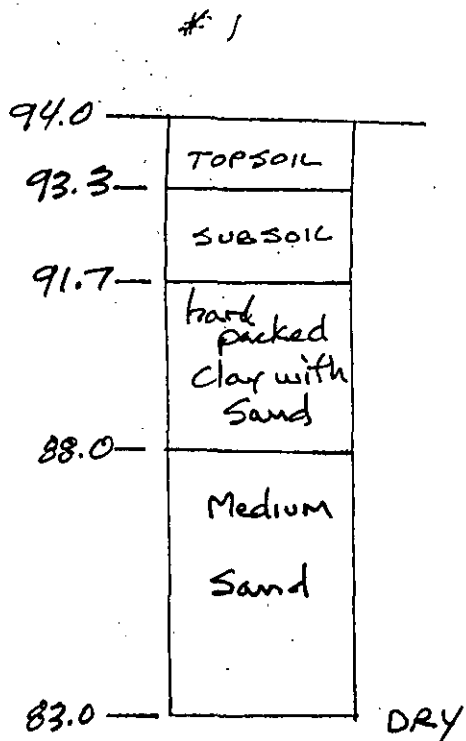 # 1
94.0
TOPSOIL
93.3
SUBSOIL
91.7
hard
packed
Clay with
Sand
88.0
Medium
Sand
83.0 DRY